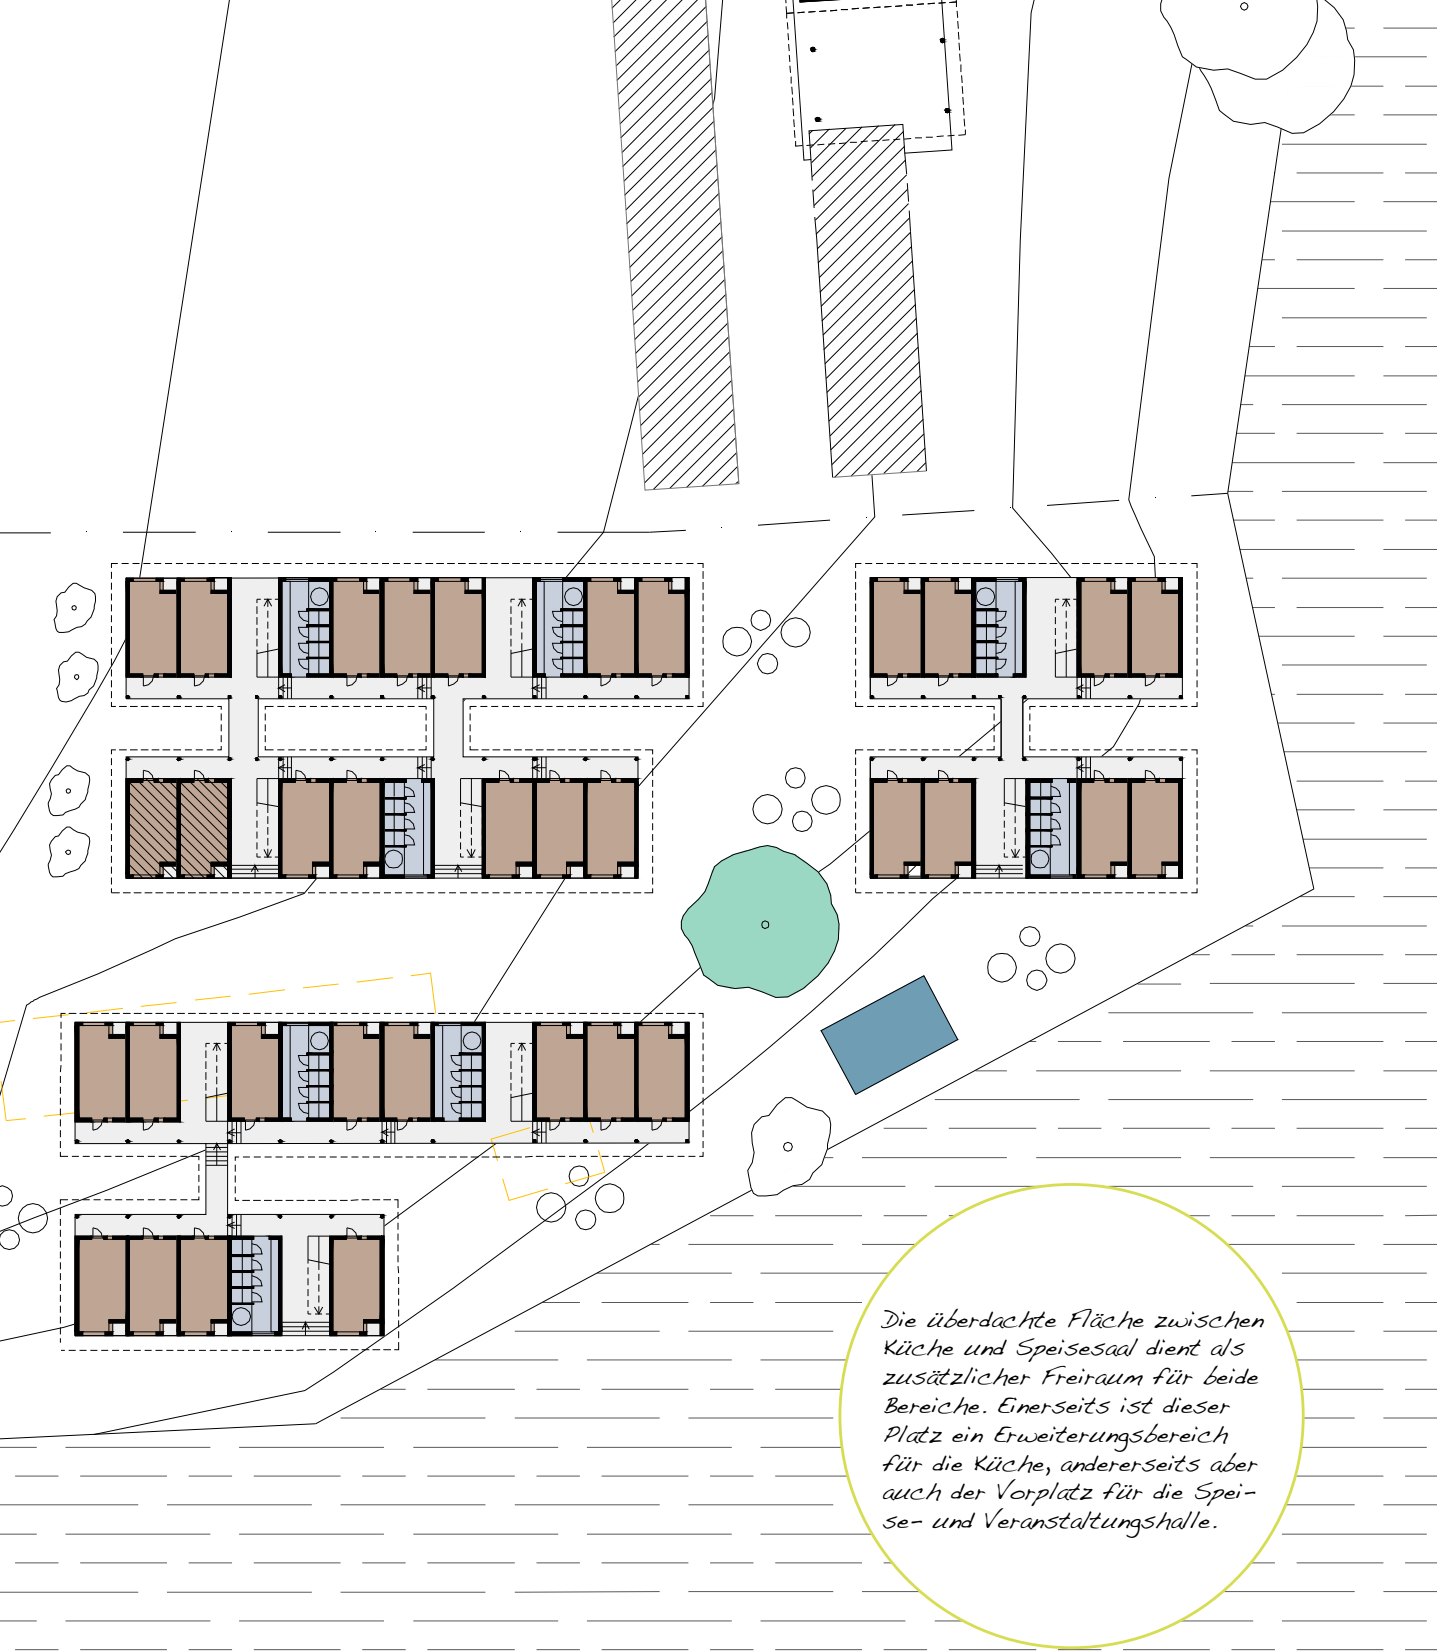 Die überdachte Fläche zwischen
Küche und Speisesaal dient als
zusätzlicher Freiraum für beide
Bereiche. Einerseits ist dieser
Platz ein Erweiterungsbereich
für die Küche, andererseits aber
auch der Vorplatz für die Spei-
se- und Veranstaltungshalle.